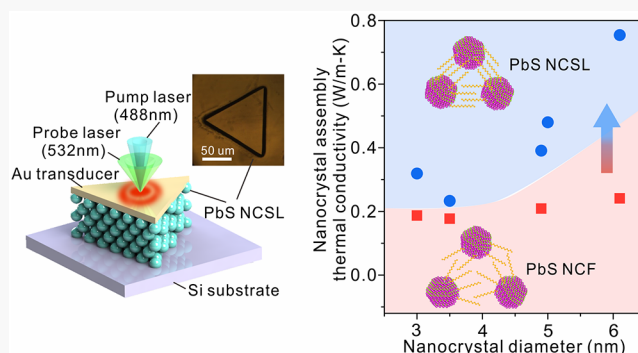 Pump laser
(488nm)
Probe laser
(532nm)
Au transducer
50 um
PbS NCSL
Si substrate
Nanocrystal assembly
thermal conductivity (W/m-K)
0.8
0.6
0.4
0.2
0.0
PbS NCSL
PbS NCF
3
4
5
6
Nanocrystal diameter (nm)